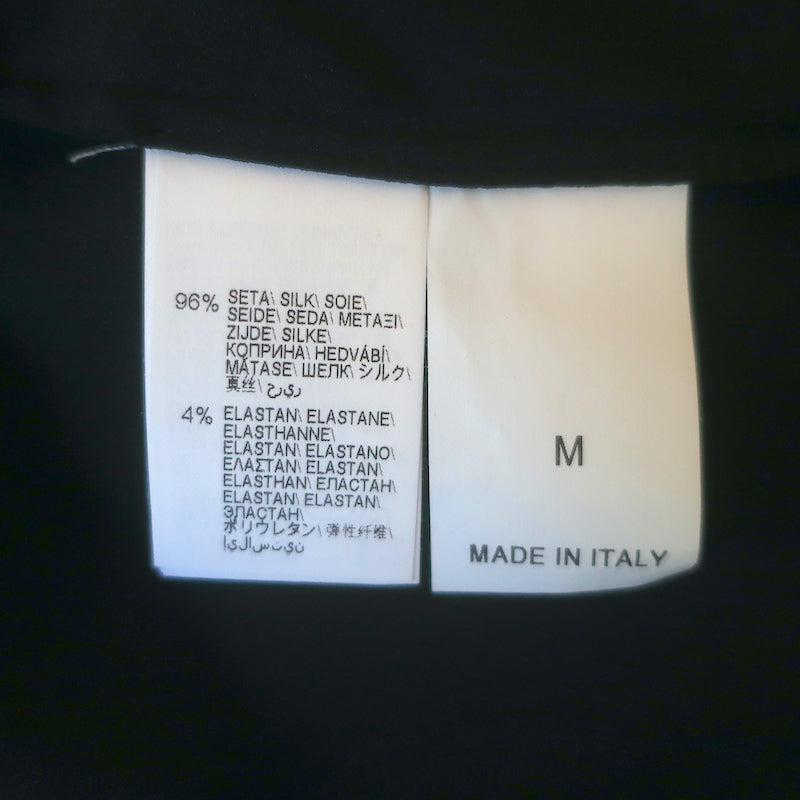 96% SETA\ SILK\ SOIE\
SEIDE\ SEDA\ ΜΕΤΑΞΙ\
ZIJDE\ SILKE\
КОПРИНА\ HEDVÁBÍ\
MĂTASE\ ШЕЛК\ シルク\
真丝\ حرير
4% ELASTAN\ ELASTANE\
ELASTHANNE\
ELASTAN\ ELASTANO\
ΕΛΑΣΤΑΝ\ ELASTAN\
ELASTHAN\ ЕЛАСТАН\
ELASTAN\ ELASTAN\
ЭЛАСТАН\
ポリウレタン\ 弹性纤维\
إيلاستين
M
MADE IN ITALY